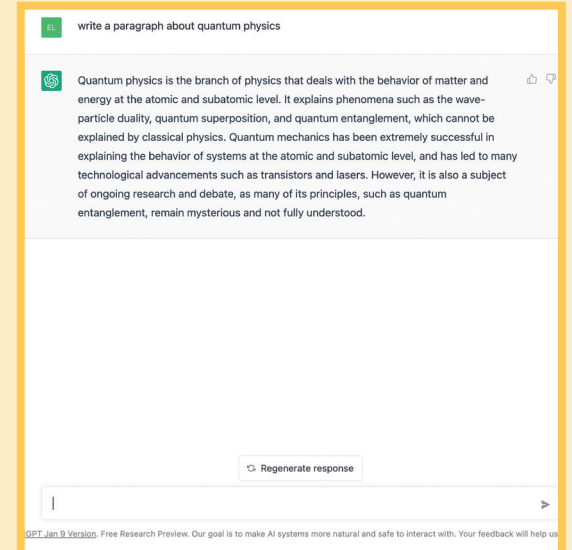 EL
write a paragraph about quantum physics
Quantum physics is the branch of physics that deals with the behavior of matter and
energy at the atomic and subatomic level. It explains phenomena such as the wave-
particle duality, quantum superposition, and quantum entanglement, which cannot be
explained by classical physics. Quantum mechanics has been extremely successful in
explaining the behavior of systems at the atomic and subatomic level, and has led to many
technological advancements such as transistors and lasers. However, it is also a subject
of ongoing research and debate, as many of its principles, such as quantum
entanglement, remain mysterious and not fully understood.
Regenerate response
GPT Jan 9 Version. Free Research Preview. Our goal is to make AI systems more natural and safe to interact with. Your feedback will help us